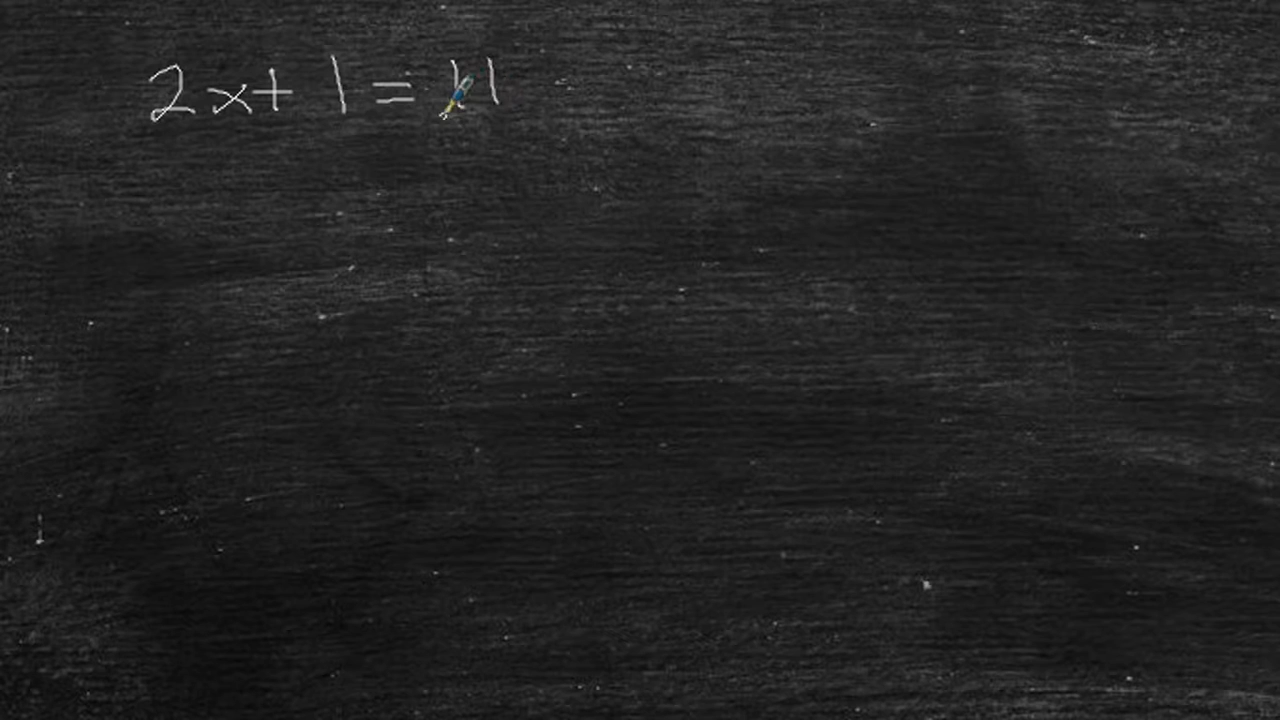 2x + 1 = 11